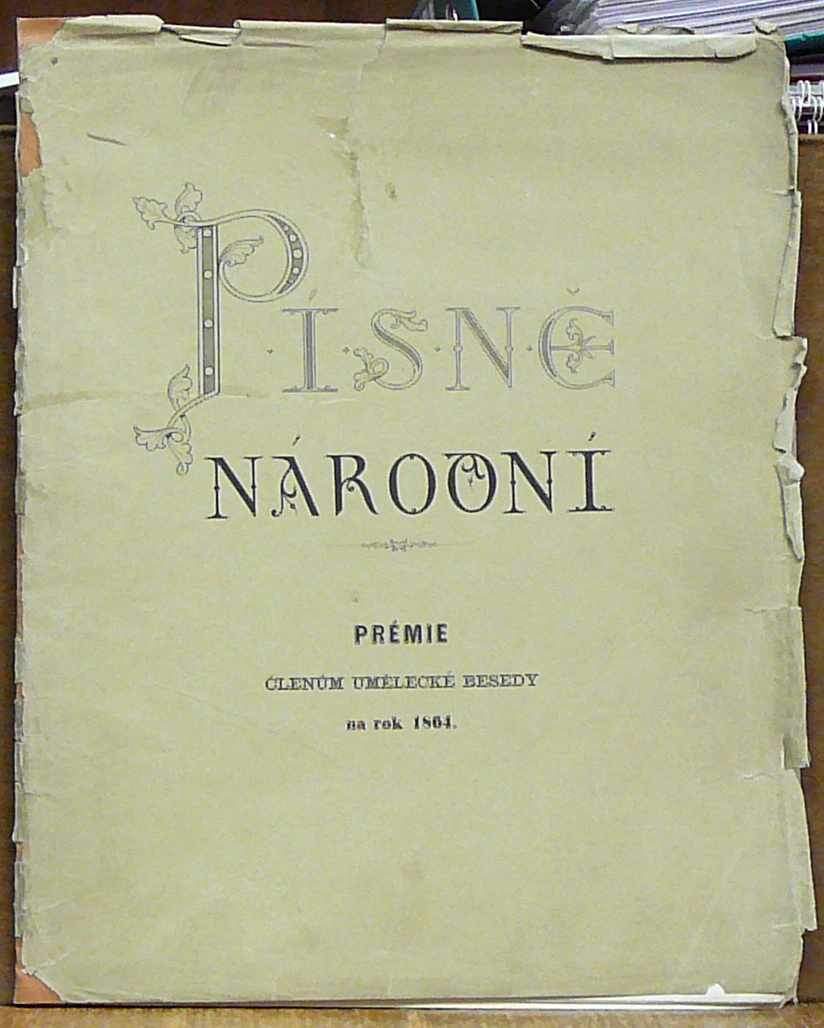 PÍSNĚ
NÁRODNÍ
PRÉMIE
ČLENŮM UMĚLECKÉ BESEDY
na rok 1864.